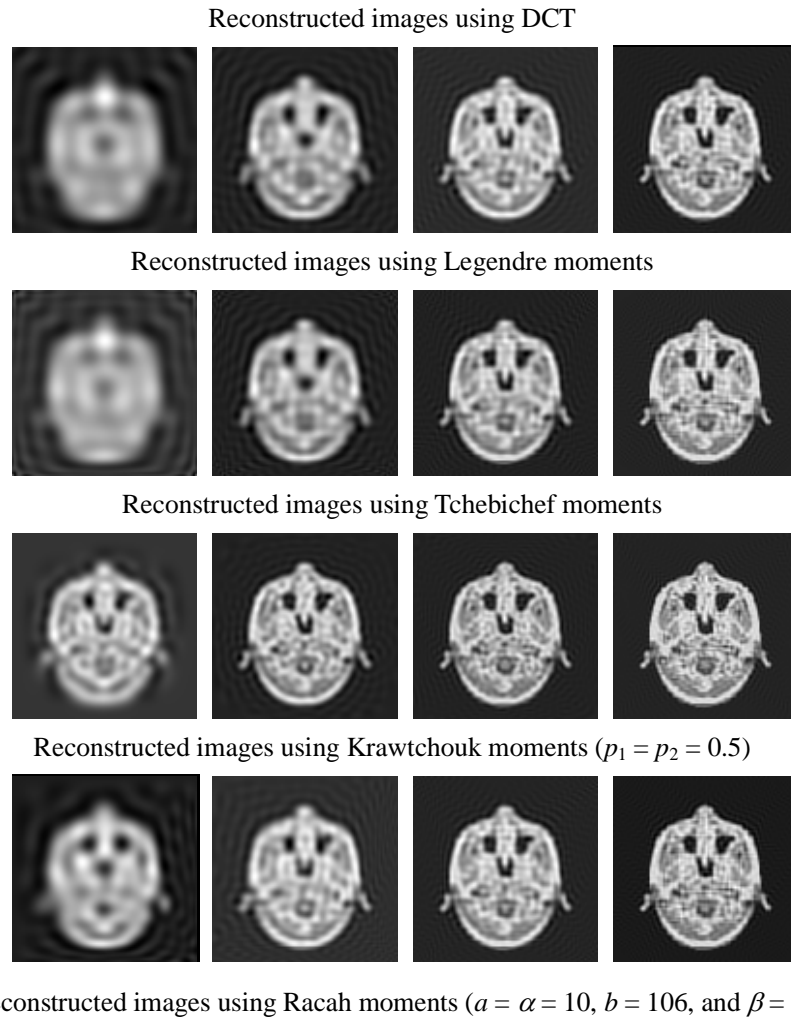 Reconstructed images using DCT
Reconstructed images using Legendre moments
Reconstructed images using Tchebichef moments
Reconstructed images using Krawtchouk moments (p₁ = p₂ = 0.5)
constructed images using Racah moments (a = α = 10, b = 106, and β =